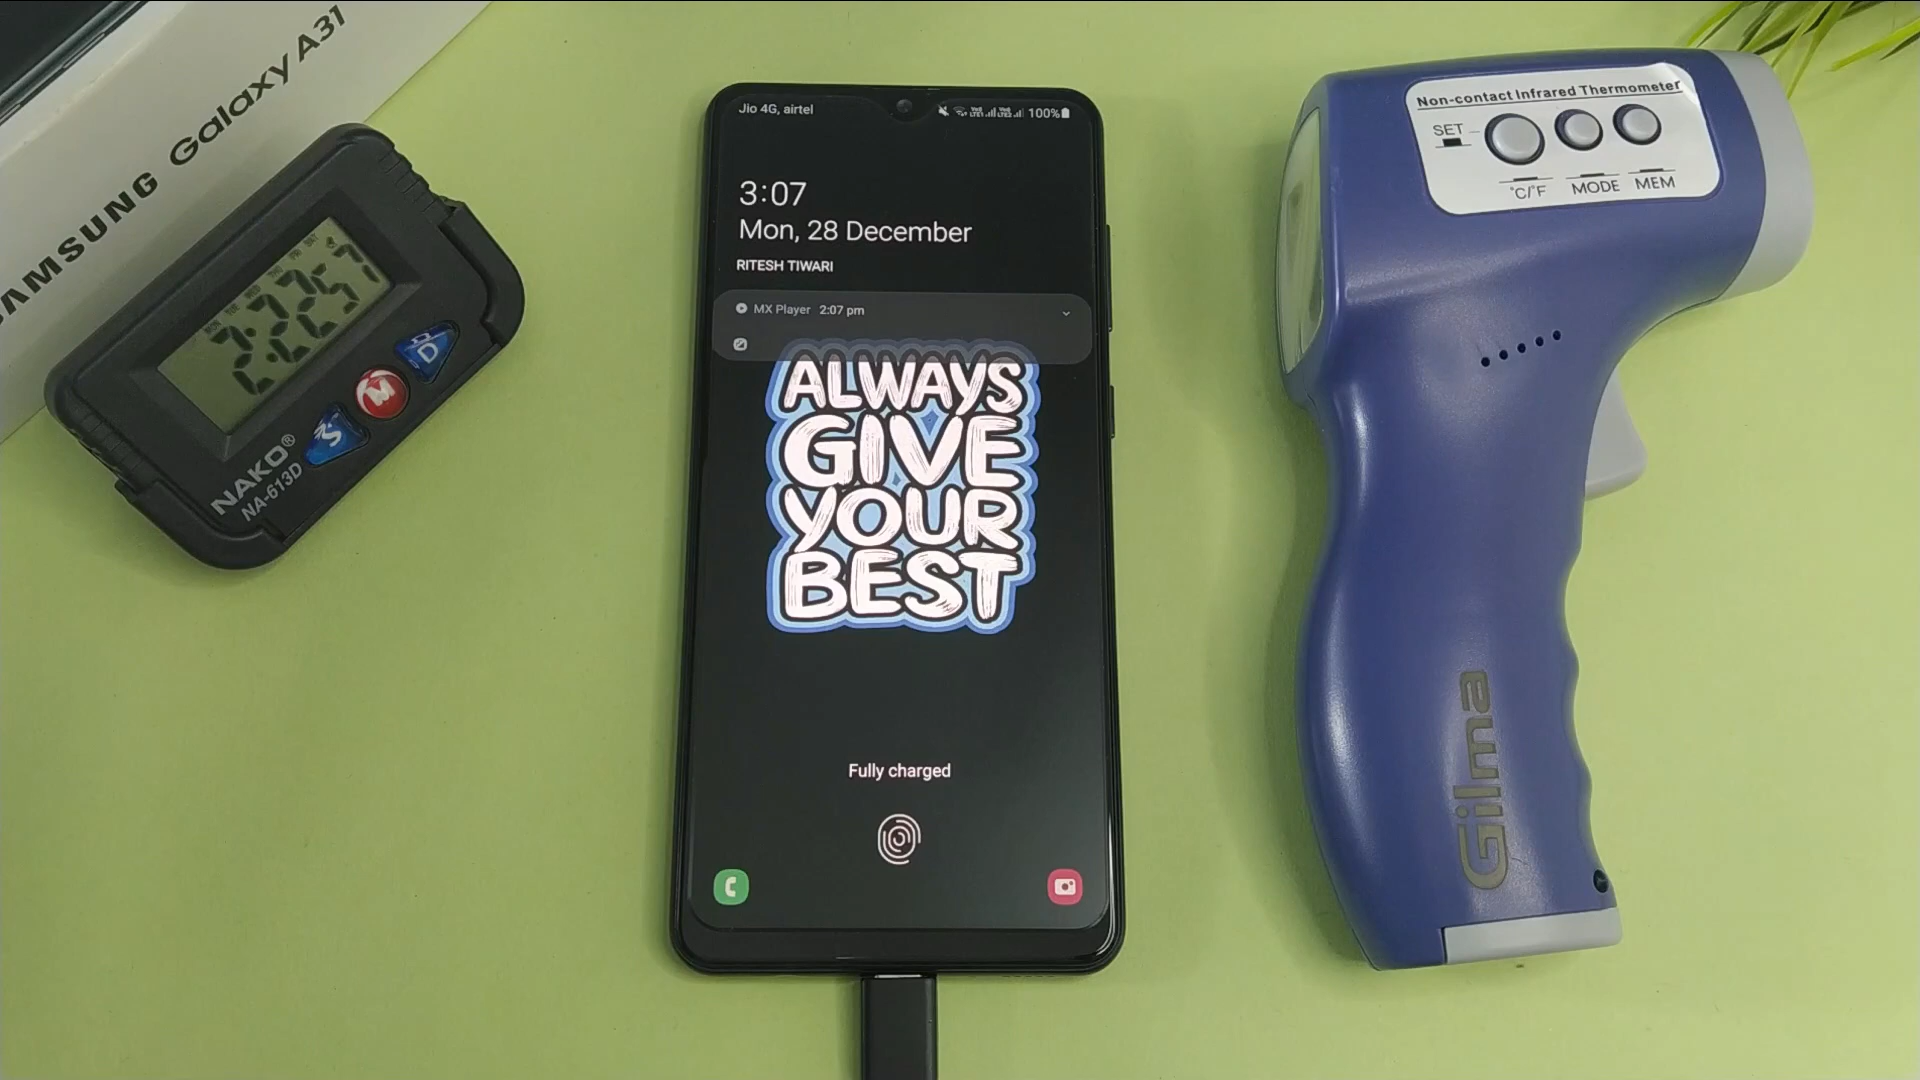 SAMSUNG Galaxy A31
NAKO®
NA-613D
S
M
D
Jio 4G, airtel
100%
3:07
Mon, 28 December
RITESH TIWARI
MX Player 2:07 pm
ALWAYS
GIVE
YOUR
BEST
Fully charged
Non-contact Infrared Thermometer
SET
°C/°F MODE MEM
Gilma